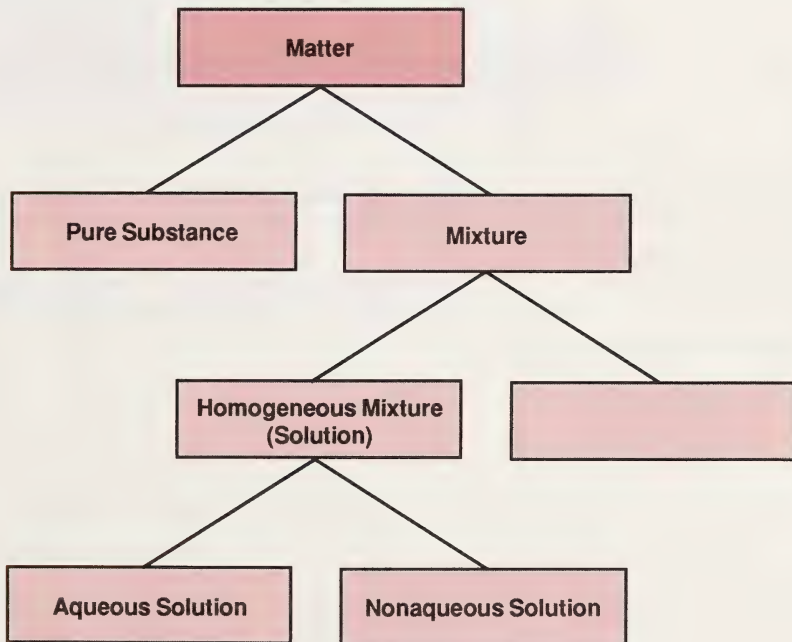 Matter
Pure Substance
Mixture
Homogeneous Mixture
(Solution)
Aqueous Solution
Nonaqueous Solution